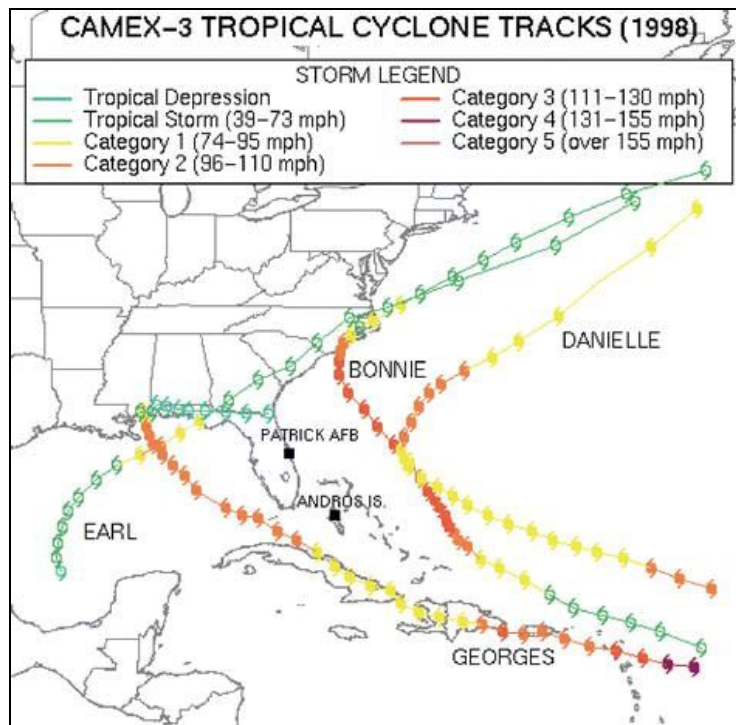 CAMEX-3 TROPICAL CYCLONE TRACKS (1998)
STORM LEGEND
Tropical Depression
Tropical Storm (39-73 mph)
Category 1 (74-95 mph)
Category 2 (96-110 mph)
Category 3 (111-130 mph)
Category 4 (131-155 mph)
Category 5 (over 155 mph)
DANIELLE
BONNIE
PATRICK AFB
ANDROS IS.
EARL
GEORGES